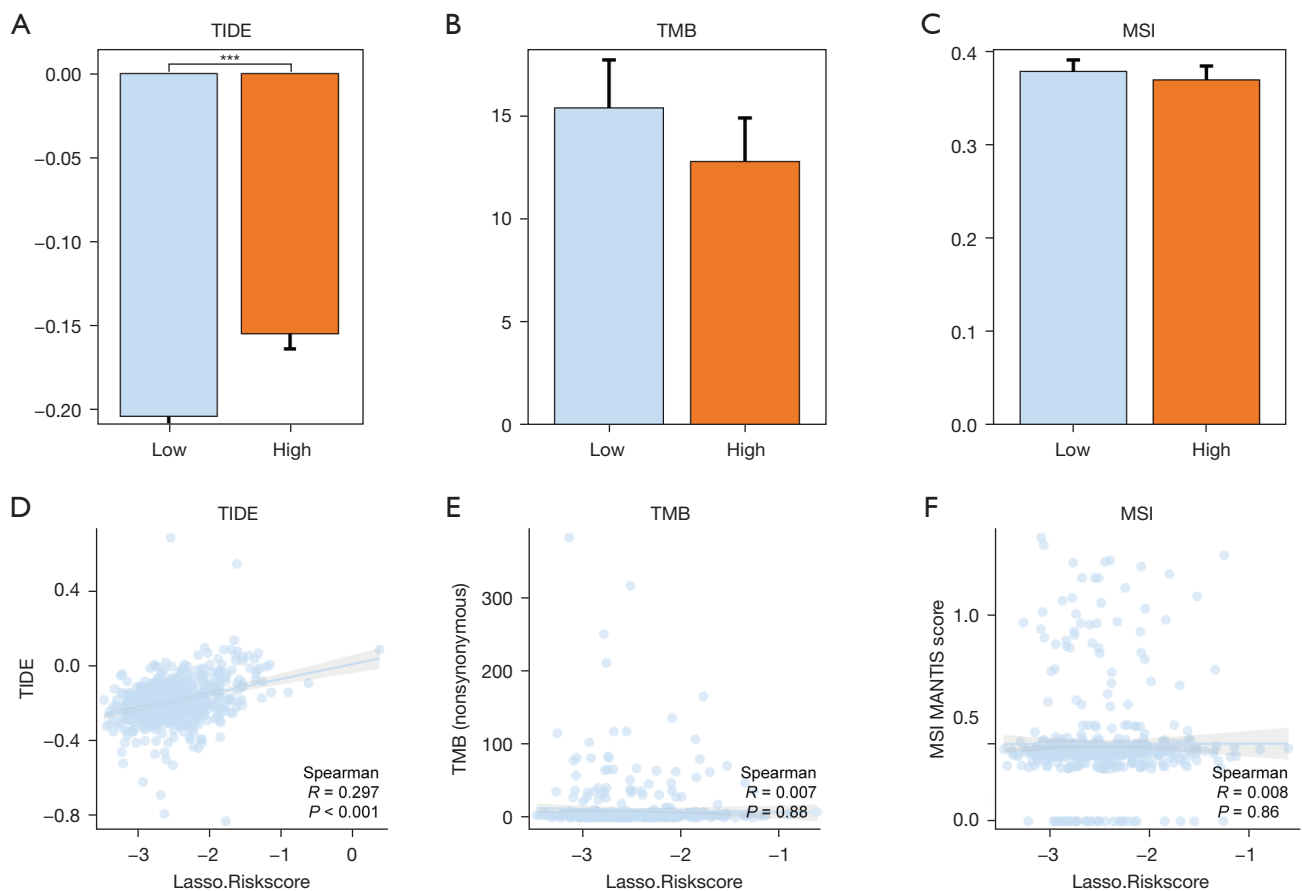 A
TIDE
***
0.00
−0.05
−0.10
−0.15
−0.20
Low
High
B
TMB
15
10
5
0
Low
High
C
MSI
0.4
0.3
0.2
0.1
0.0
Low
High
D
TIDE
TIDE
0.4
0.0
−0.4
−0.8
Spearman
R = 0.297
P < 0.001
−3
−2
−1
0
Lasso.Riskscore
E
TMB
TMB (nonsynonymous)
300
200
100
0
Spearman
R = 0.007
P = 0.88
−3
−2
−1
Lasso.Riskscore
F
MSI
MSI MANTIS score
1.0
0.5
0.0
Spearman
R = 0.008
P = 0.86
−3
−2
−1
Lasso.Riskscore